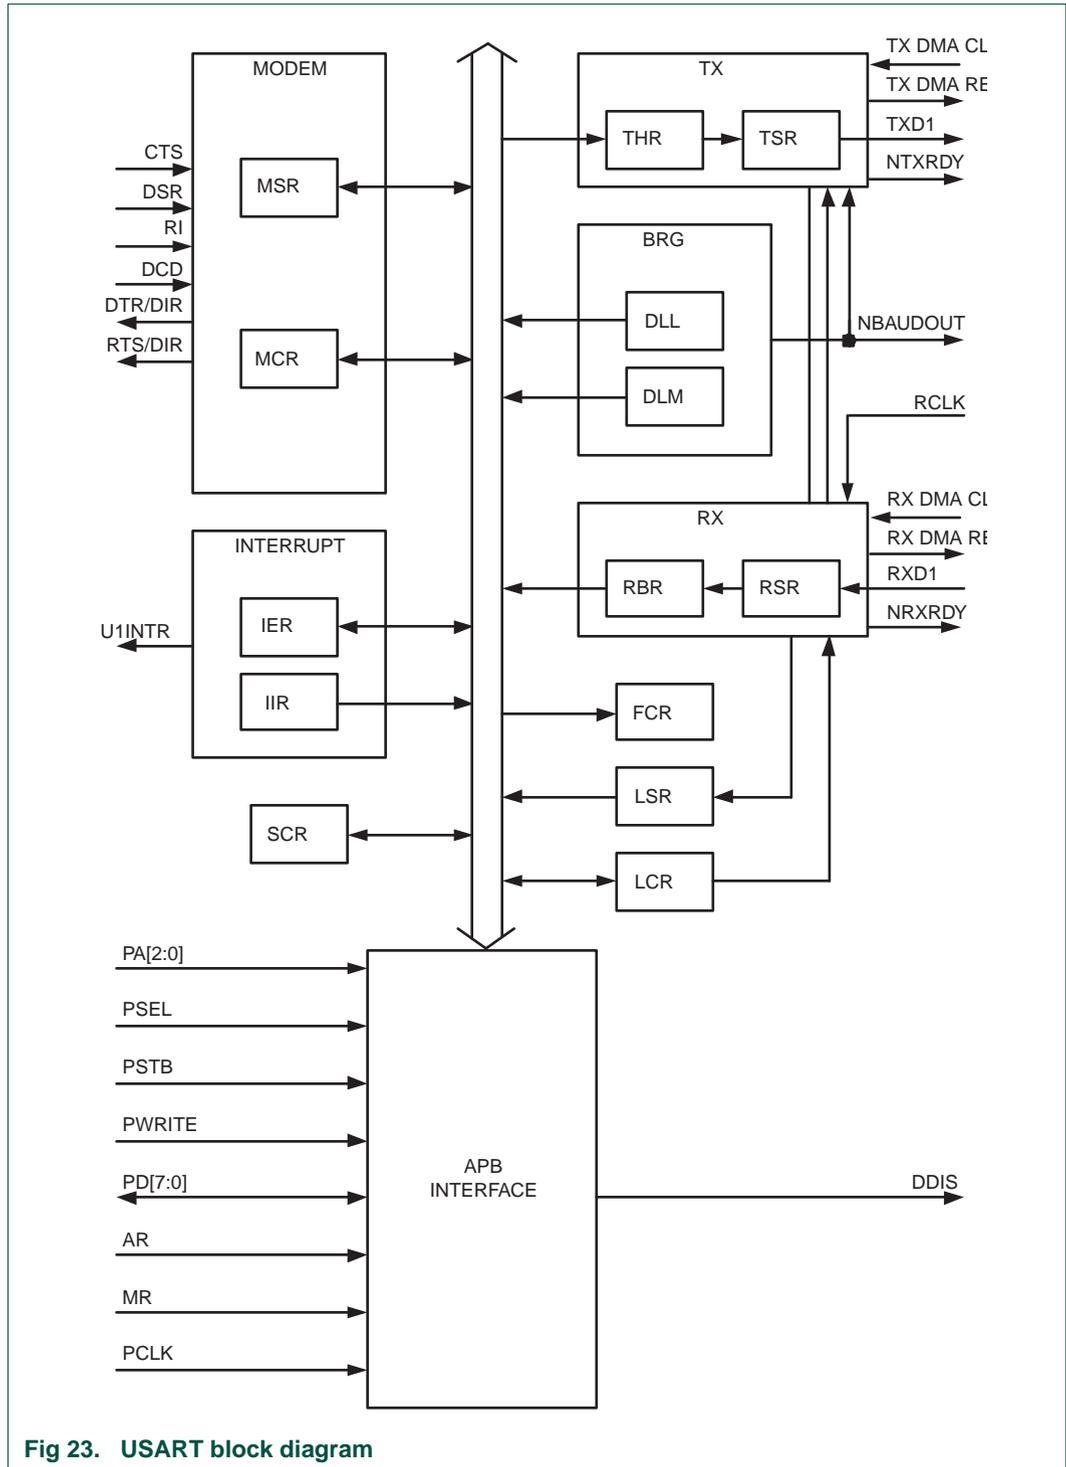 MODEM
MSR
MCR
CTS
DSR
RI
DCD
DTR/DIR
RTS/DIR
TX
THR
TSR
TX DMA CL
TX DMA RE
TXD1
NTXRDY
BRG
DLL
DLM
NBAUDOUT
RCLK
INTERRUPT
IER
IIR
U1INTR
RX
RBR
RSR
RX DMA CL
RX DMA RE
RXD1
NRXRDY
FCR
LSR
LCR
SCR
PA[2:0]
PSEL
PSTB
PWRITE
PD[7:0]
AR
MR
PCLK
APB
INTERFACE
DDIS
Fig 23. USART block diagram